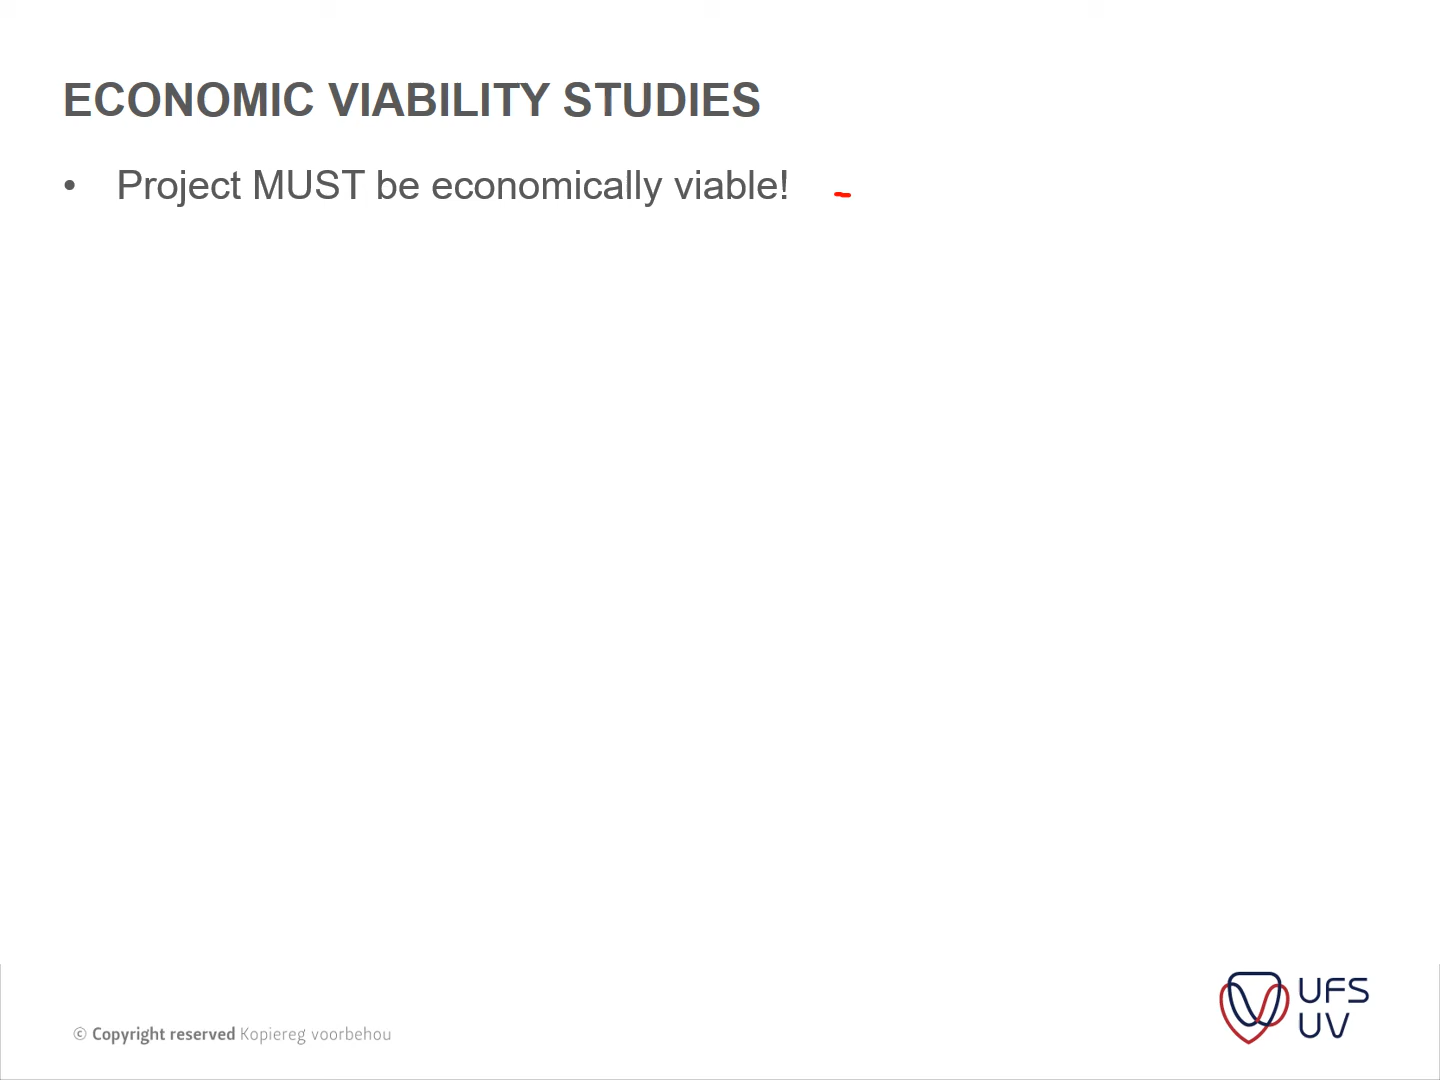 ECONOMIC VIABILITY STUDIES
• Project MUST be economically viable! -
© Copyright reserved Kopiereg voorbehou
UFS
UV